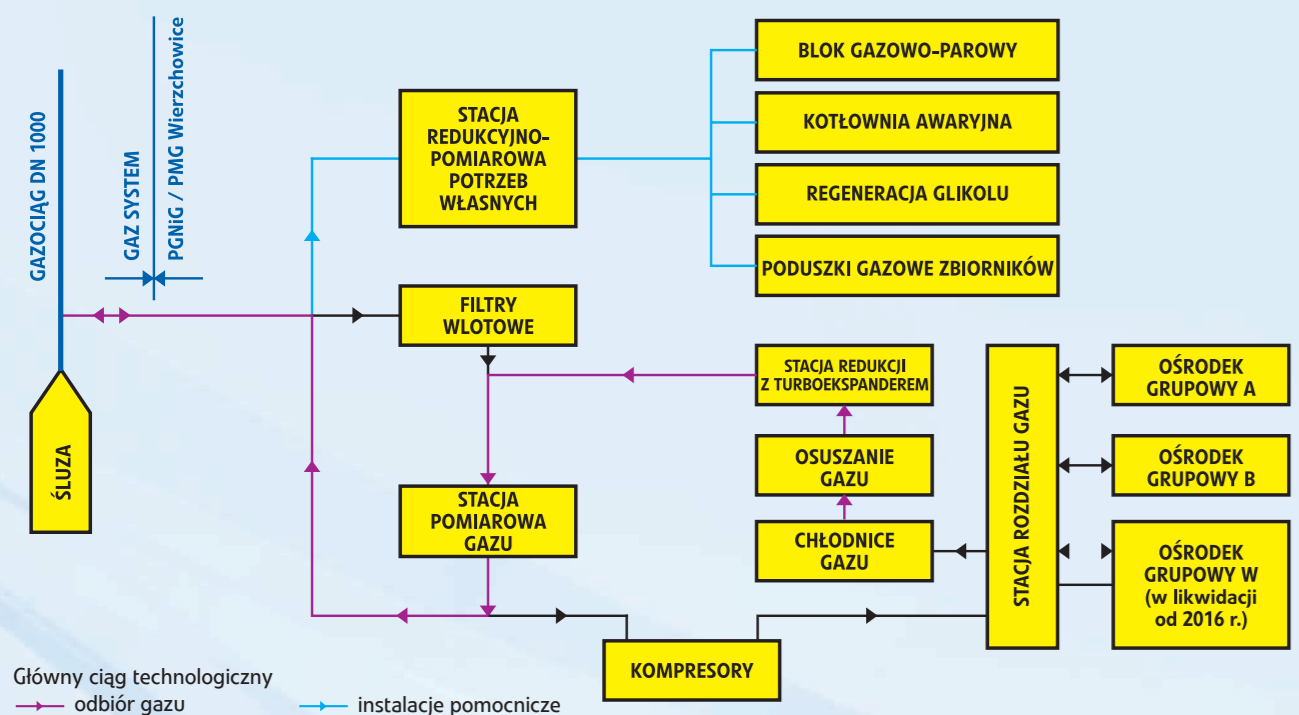 GAZOCIĄG DN 1000
GAZ SYSTEM
PGNiG / PMG Wierzchowice
ŚLUZA
STACJA
REDUKCYJNO-
POMIAROWA
POTRZEB
WŁASNYCH
BLOK GAZOWO-PAROWY
KOTŁOWNIA AWARYJNA
REGENERACJA GLIKOLU
PODUSZKI GAZOWE ZBIORNIKÓW
FILTRY
WLOTOWE
STACJA REDUKCJI
Z TURBOEKSPANDEREM
OSUSZANIE
GAZU
CHŁODNICE
GAZU
STACJA
POMIAROWA
GAZU
KOMPRESORY
STACJA ROZDZIAŁU GAZU
OŚRODEK
GRUPOWY A
OŚRODEK
GRUPOWY B
OŚRODEK
GRUPOWY W
(w likwidacji
od 2016 r.)
Główny ciąg technologiczny
odbiór gazu
instalacje pomocnicze